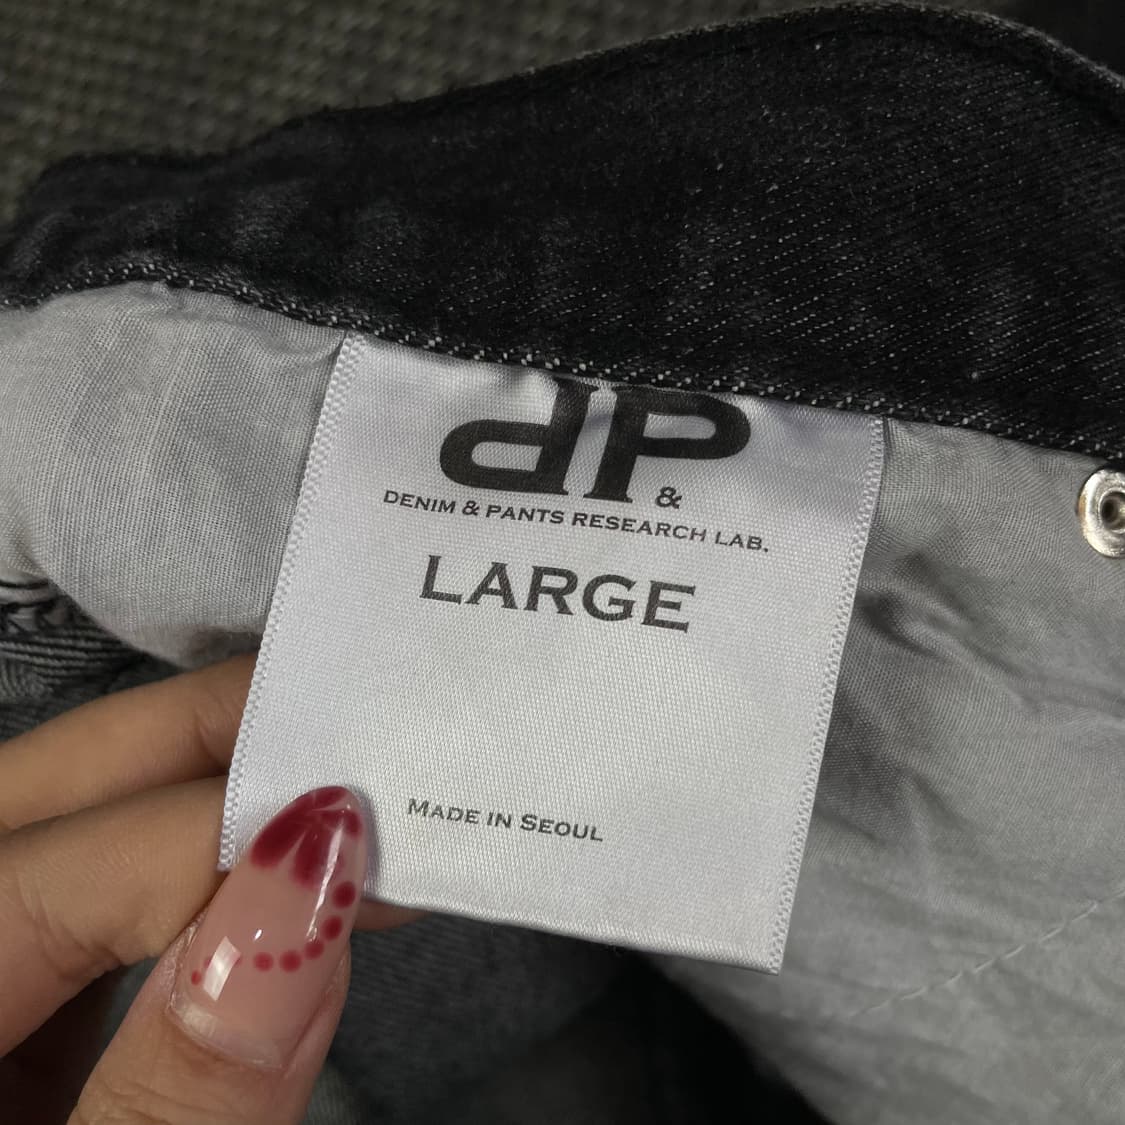 dP&
DENIM & PANTS RESEARCH LAB.
LARGE
MADE IN SEOUL